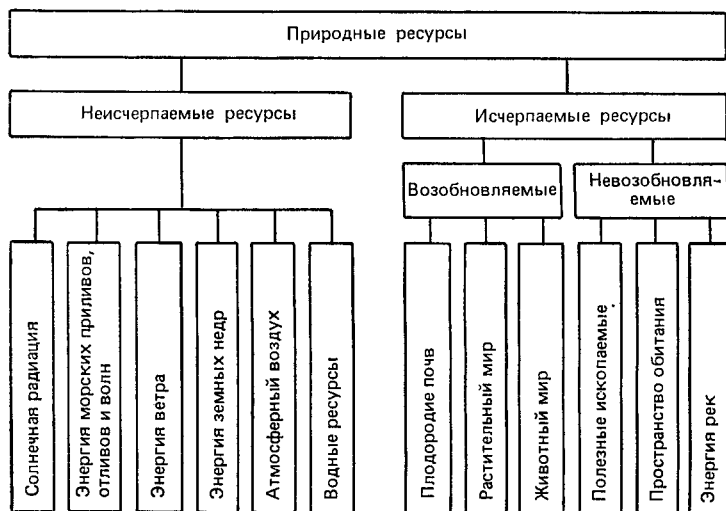 Природные ресурсы
Неисчерпаемые ресурсы
Исчерпаемые ресурсы
Возобновляемые
Невозобновля-
емые
Солнечная радиация
Энергия морских приливов,
отливов и волн
Энергия ветра
Энергия земных недр
Атмосферный воздух
Водные ресурсы
Плодородие почв
Растительный мир
Животный мир
Полезные ископаемые
Пространство обитания
Энергия рек